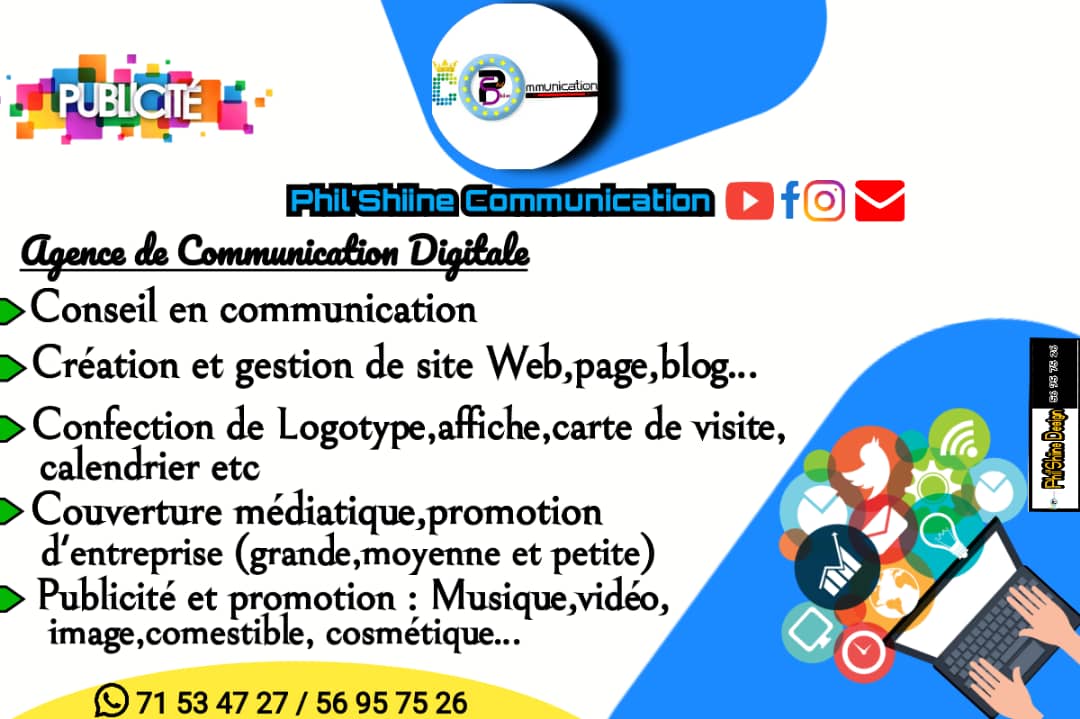 PUBLICITÉ
mmunication
Phil'Shiine Communication
Agence de Communication Digitale
Conseil en communication
Création et gestion de site Web,page,blog...
Confection de Logotype,affiche,carte de visite,
calendrier etc
Couverture médiatique,promotion
d'entreprise (grande,moyenne et petite)
Publicité et promotion : Musique,vidéo,
image,comestible, cosmétique...
71 53 47 27 / 56 95 75 26
Phil'Shiine Design 56 95 75 26